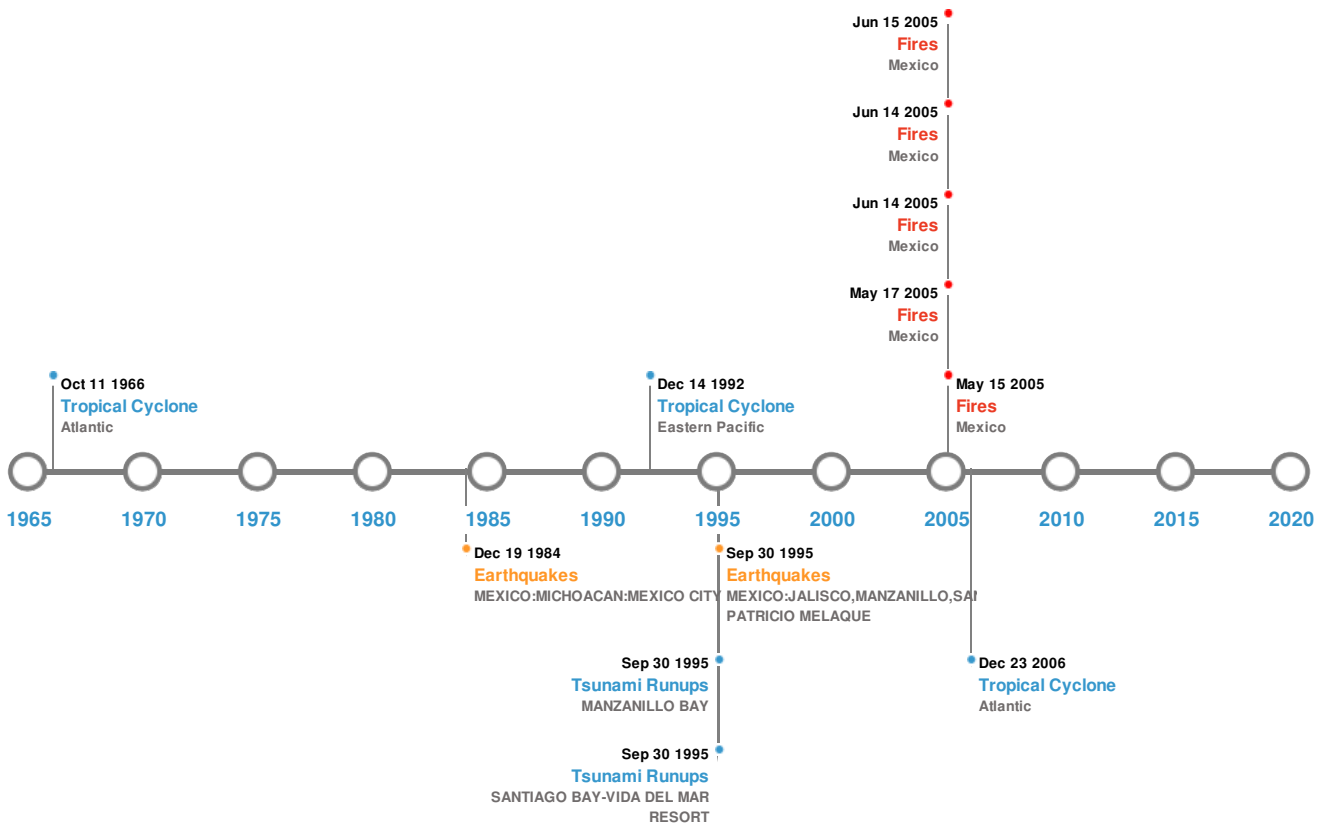 Jun 15 2005
Fires
Mexico
Jun 14 2005
Fires
Mexico
Jun 14 2005
Fires
Mexico
May 17 2005
Fires
Mexico
Oct 11 1966
Tropical Cyclone
Atlantic
Dec 14 1992
Tropical Cyclone
Eastern Pacific
May 15 2005
Fires
Mexico
1965 1970 1975 1980 1985 1990 1995 2000 2005 2010 2015 2020
Dec 19 1984
Earthquakes
MEXICO:MICHOACAN:MEXICO CITY
Sep 30 1995
Earthquakes
MEXICO:JALISCO,MANZANILLO,SAN
PATRICIO MELAQUE
Sep 30 1995
Tsunami Runups
MANZANILLO BAY
Dec 23 2006
Tropical Cyclone
Atlantic
Sep 30 1995
Tsunami Runups
SANTIAGO BAY-VIDA DEL MAR
RESORT